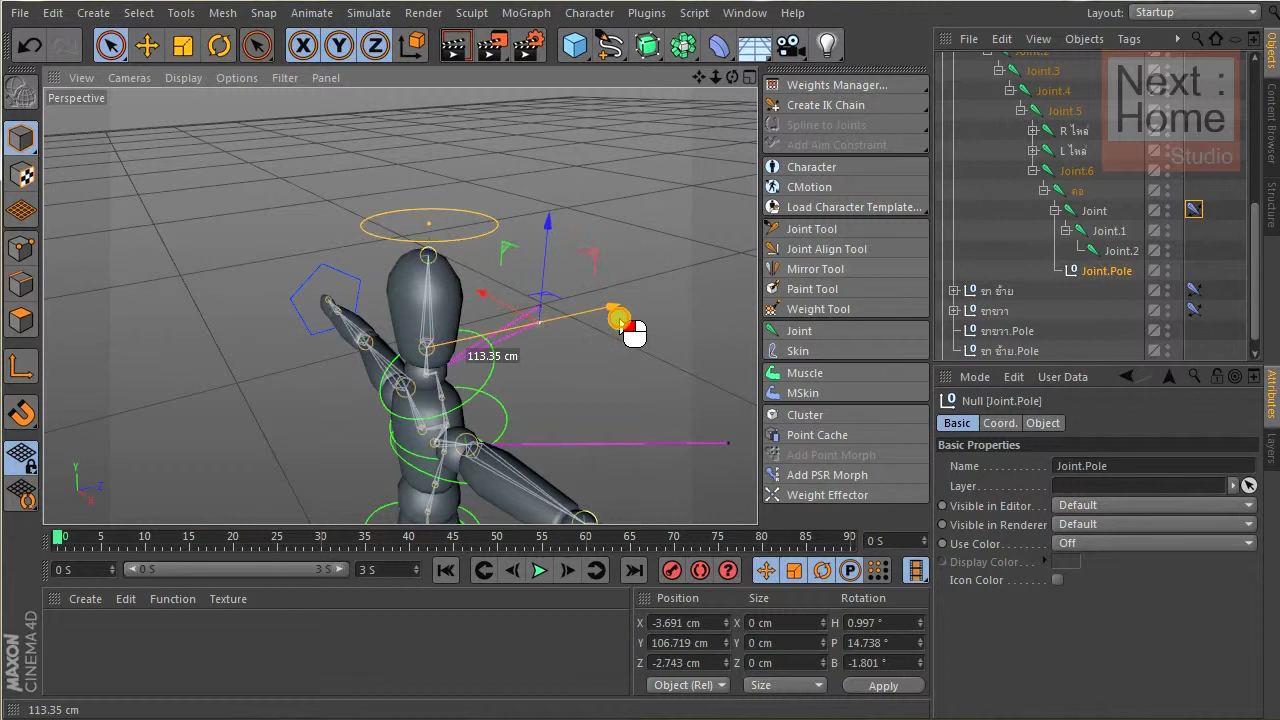 File Edit Create Select Tools Mesh Snap Animate Simulate Render Sculpt MoGraph Character Plugins Script Window Help
Layout: Startup
X Y Z
File Edit View Objects Tags
View Cameras Display Options Filter Panel
Perspective
113.35 cm
Y
Z
X
Weights Manager...
Create IK Chain
Spline to Joints
Add Aim Constraint
Character
CMotion
Load Character Template...
Joint Tool
Joint Align Tool
Mirror Tool
Paint Tool
Weight Tool
Joint
Skin
Muscle
MSkin
Cluster
Point Cache
Add Point Morph
Add PSR Morph
Weight Effector
Joint.2
Joint.3
Joint.4
Joint.5
R ไหล่
L ไหล่
Joint.6
คอ
Joint
Joint.1
Joint.2
Joint.Pole
ขา ซ้าย
ขาขวา
ขาขวา.Pole
ขา ซ้าย.Pole
Next :
Home
Studio
Objects
Content Browser
Structure
Attributes
Layers
Mode Edit User Data
Null [Joint.Pole]
Basic Coord. Object
Basic Properties
Name Joint.Pole
Layer
Visible in Editor Default
Visible in Renderer Default
Use Color Off
Display Color
Icon Color
0 5 10 15 20 25 30 35 40 45 50 55 60 65 70 75 80 85 90 0 S
0 S 0 S 3 S 3 S
P
Create Edit Function Texture
Position Size Rotation
X -3.691 cm X 0 cm H 0.997 °
Y 106.719 cm Y 0 cm P 14.738 °
Z -2.743 cm Z 0 cm B -1.801 °
Object (Rel) Size Apply
MAXON
CINEMA 4D
113.35 cm